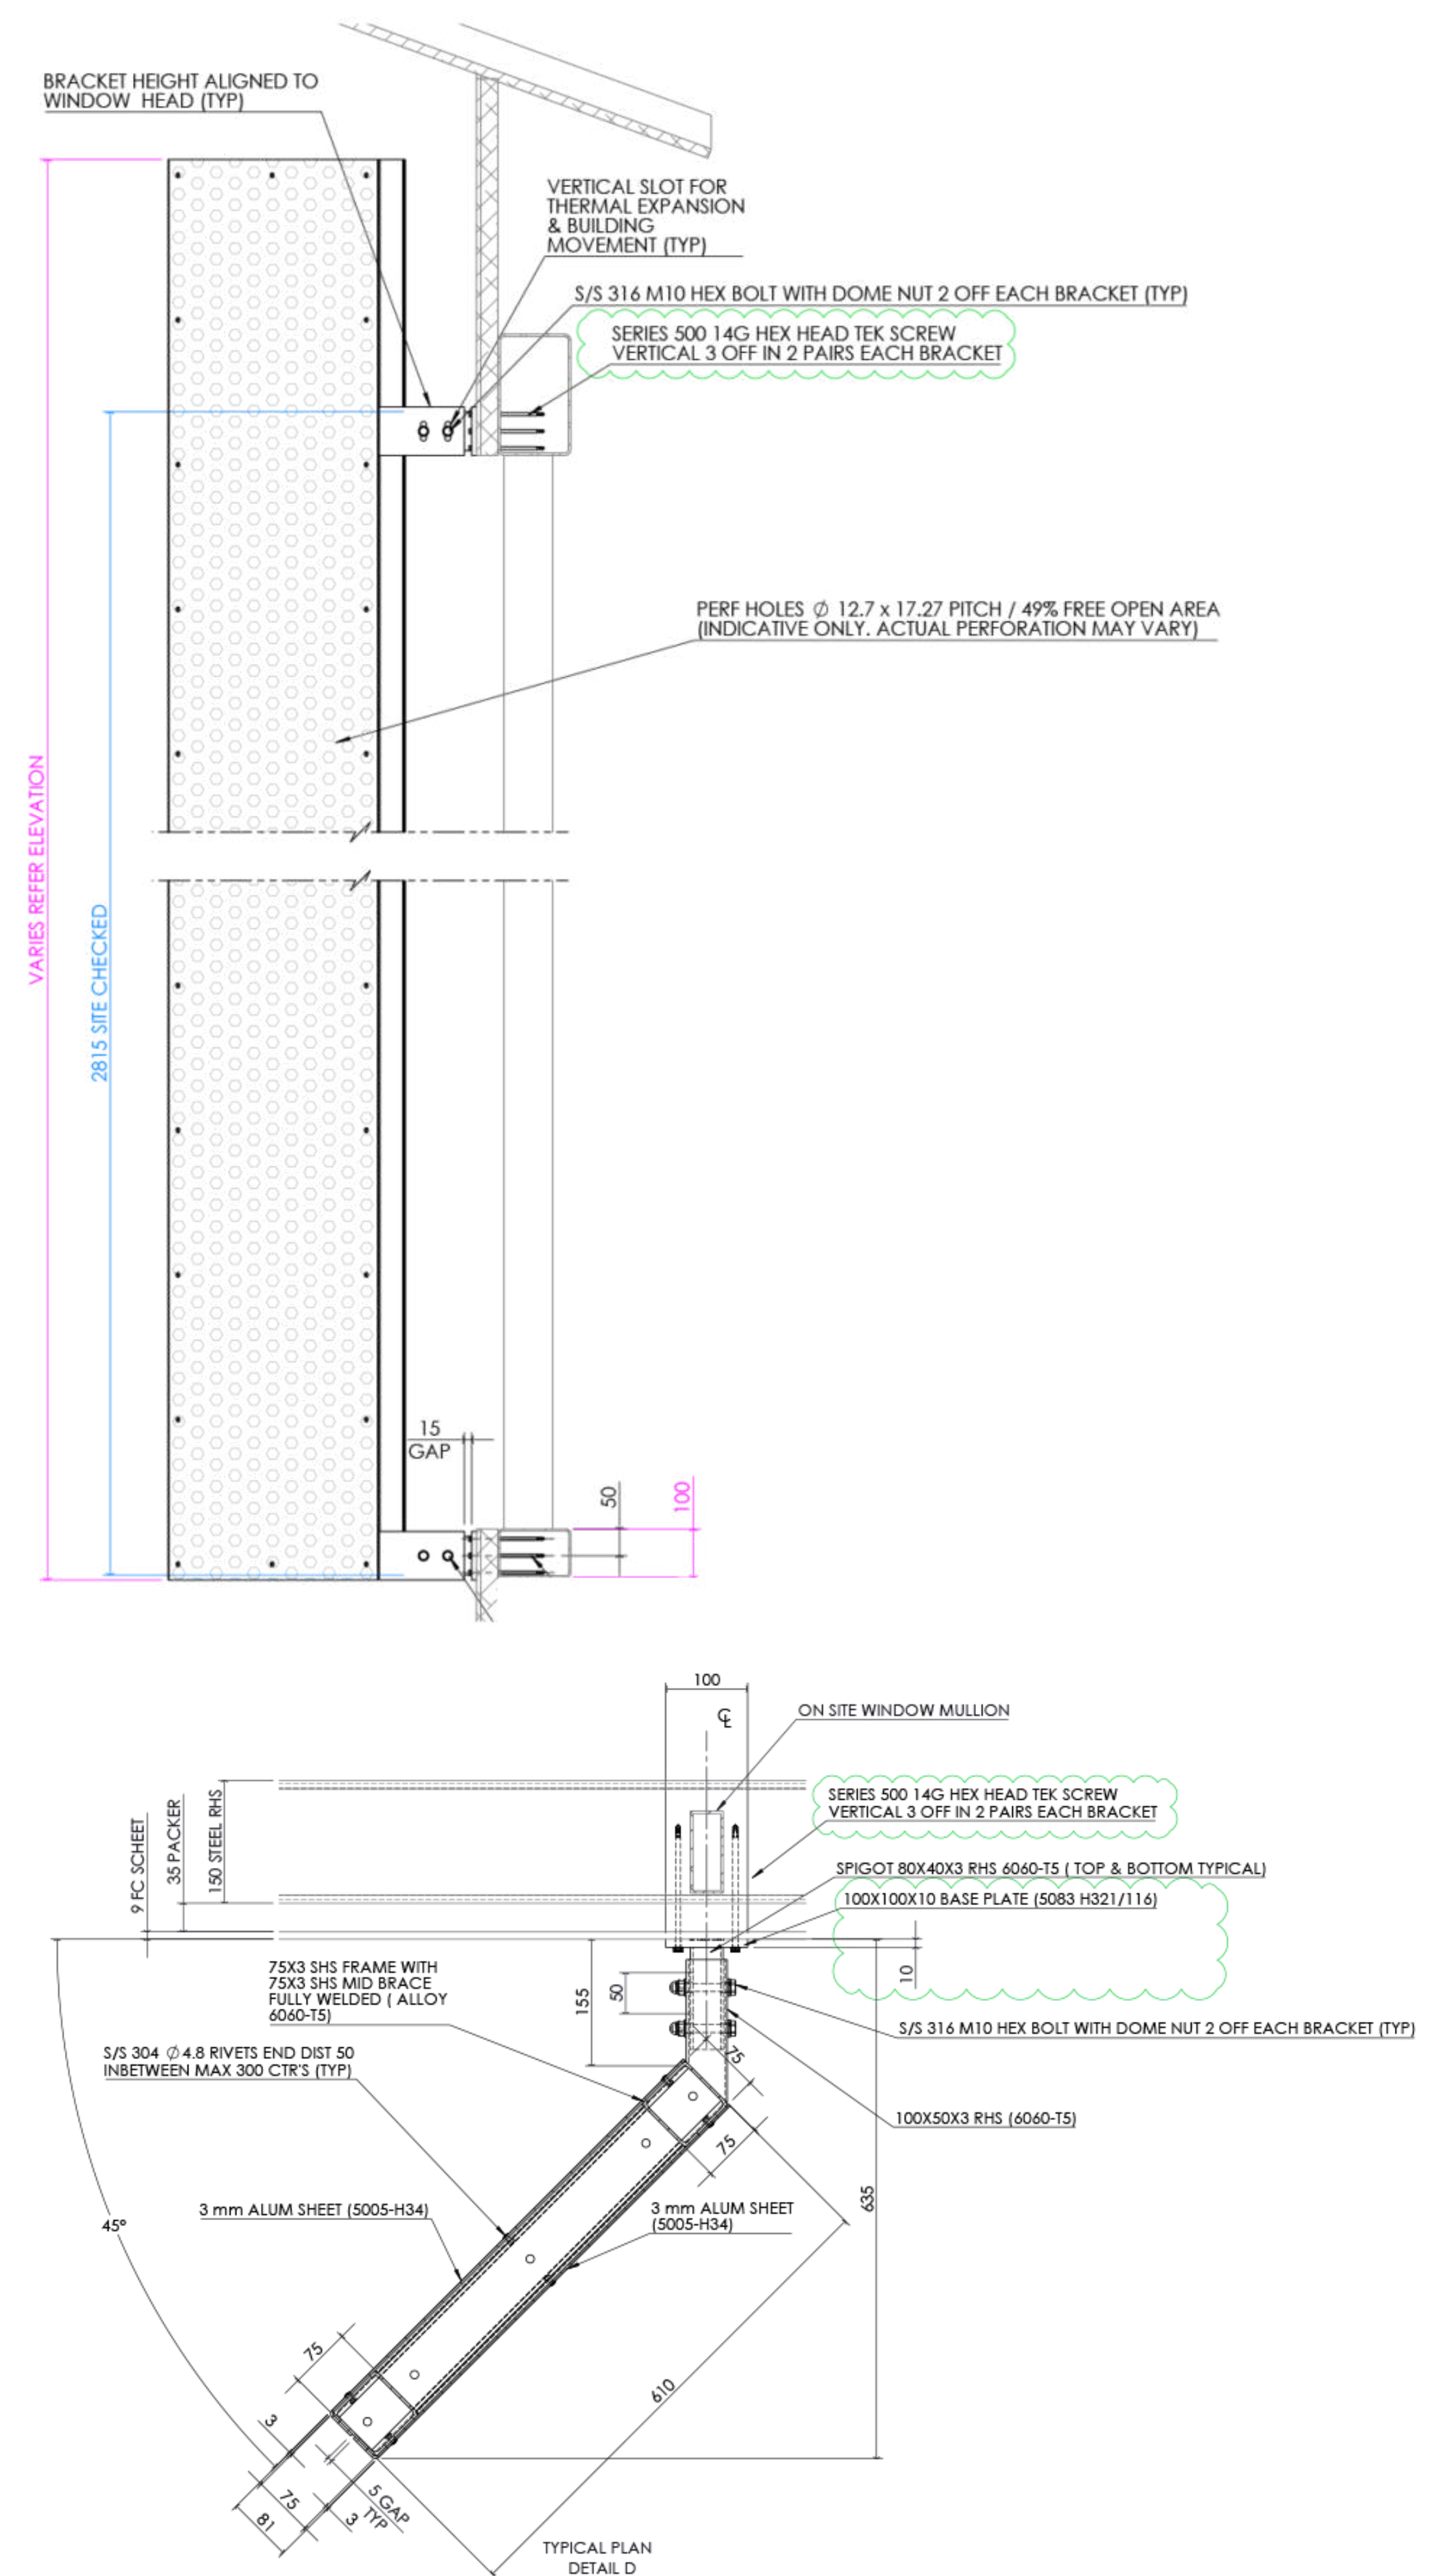 BRACKET HEIGHT ALIGNED TO
WINDOW HEAD (TYP)
VERTICAL SLOT FOR
THERMAL EXPANSION
& BUILDING
MOVEMENT (TYP)
S/S 316 M10 HEX BOLT WITH DOME NUT 2 OFF EACH BRACKET (TYP)
SERIES 500 14G HEX HEAD TEK SCREW
VERTICAL 3 OFF IN 2 PAIRS EACH BRACKET
PERF HOLES ∅ 12.7 x 17.27 PITCH / 49% FREE OPEN AREA
(INDICATIVE ONLY. ACTUAL PERFORATION MAY VARY)
VARIES REFER ELEVATION
2815 SITE CHECKED
15
GAP
50
100
100
℄
ON SITE WINDOW MULLION
SERIES 500 14G HEX HEAD TEK SCREW
VERTICAL 3 OFF IN 2 PAIRS EACH BRACKET
9 FC SCHEET
35 PACKER
150 STEEL RHS
SPIGOT 80X40X3 RHS 6060-T5 ( TOP & BOTTOM TYPICAL)
100X100X10 BASE PLATE (5083 H321/116)
10
75X3 SHS FRAME WITH
75X3 SHS MID BRACE
FULLY WELDED ( ALLOY
6060-T5)
155
50
S/S 316 M10 HEX BOLT WITH DOME NUT 2 OFF EACH BRACKET (TYP)
S/S 304 ∅ 4.8 RIVETS END DIST 50
INBETWEEN MAX 300 CTR'S (TYP)
75
100X50X3 RHS (6060-T5)
75
635
3 mm ALUM SHEET (5005-H34)
3 mm ALUM SHEET
(5005-H34)
45°
75
610
3
5 GAP
TYP
75
3
81
TYPICAL PLAN
DETAIL D